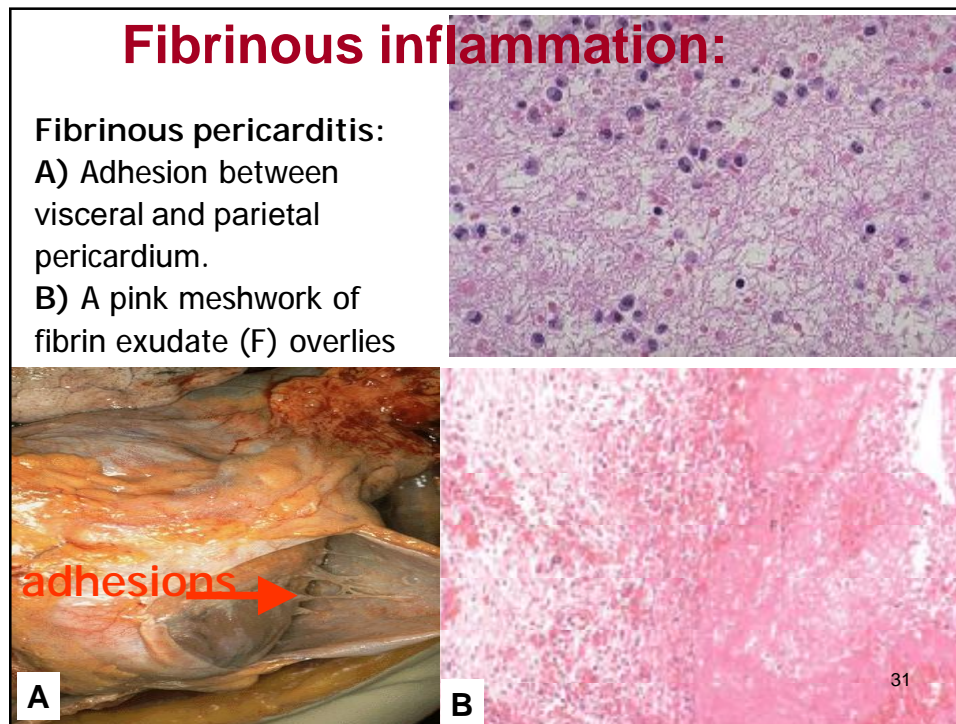 Fibrinous inflammation:
Fibrinous pericarditis:
A) Adhesion between
visceral and parietal
pericardium.
B) A pink meshwork of
fibrin exudate (F) overlies
adhesions
A
B
31